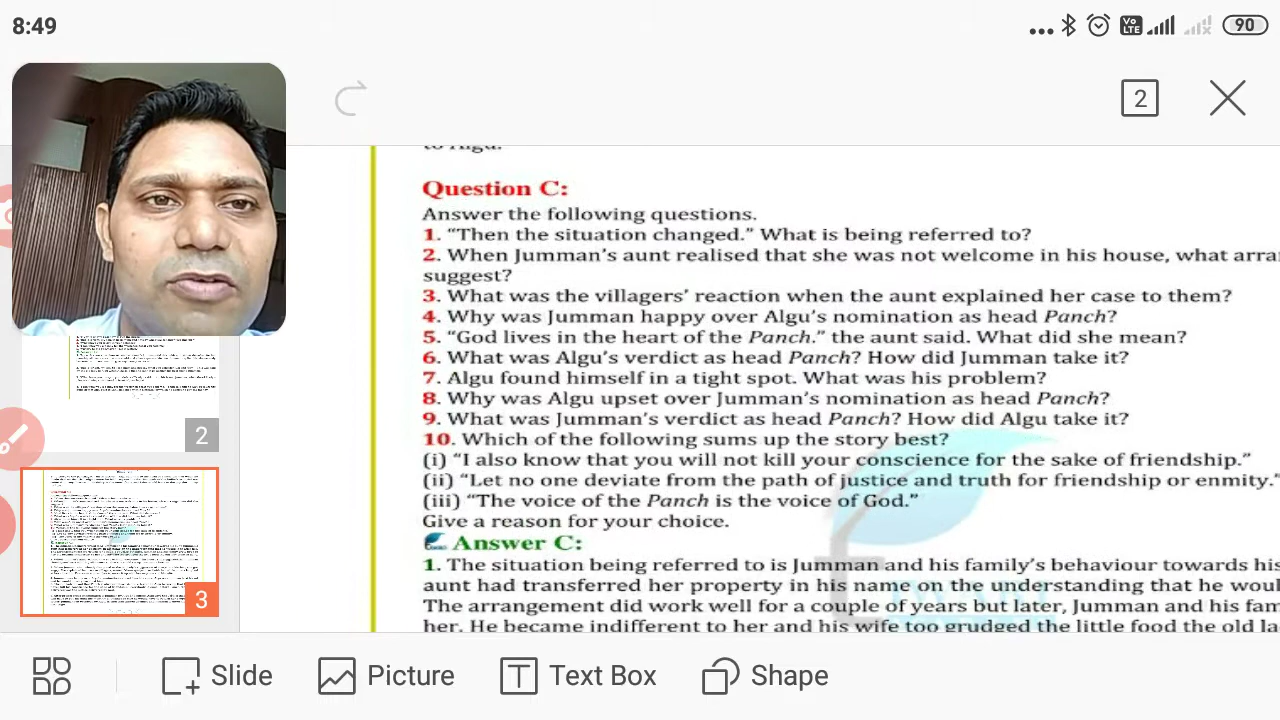 8:49
Vo LTE
90
2
to Algu.
Question C:
Answer the following questions.
1. “Then the situation changed.” What is being referred to?
2. When Jumman’s aunt realised that she was not welcome in his house, what
suggest?
3. What was the villagers’ reaction when the aunt explained her case to them?
4. Why was Jumman happy over Algu’s nomination as head Panch?
5. “God lives in the heart of the Panch.” the aunt said. What did she mean?
6. What was Algu’s verdict as head Panch? How did Jumman take it?
7. Algu found himself in a tight spot. What was his problem?
8. Why was Algu upset over Jumman’s nomination as head Panch?
9. What was Jumman’s verdict as head Panch? How did Algu take it?
10. Which of the following sums up the story best?
(i) “I also know that you will not kill your conscience for the sake of friendship.”
(ii) “Let no one deviate from the path of justice and truth for friendship or enmity.”
(iii) “The voice of the Panch is the voice of God.”
Give a reason for your choice.
Answer C:
1. The situation being referred to is Jumman and his family’s behaviour towards his
aunt had transferred her property in his name on the understanding that he
The arrangement did work well for a couple of years but later, Jumman and his
her. He became indifferent to her and his wife too grudged the little food the old
2
3
Slide
Picture
Text Box
Shape